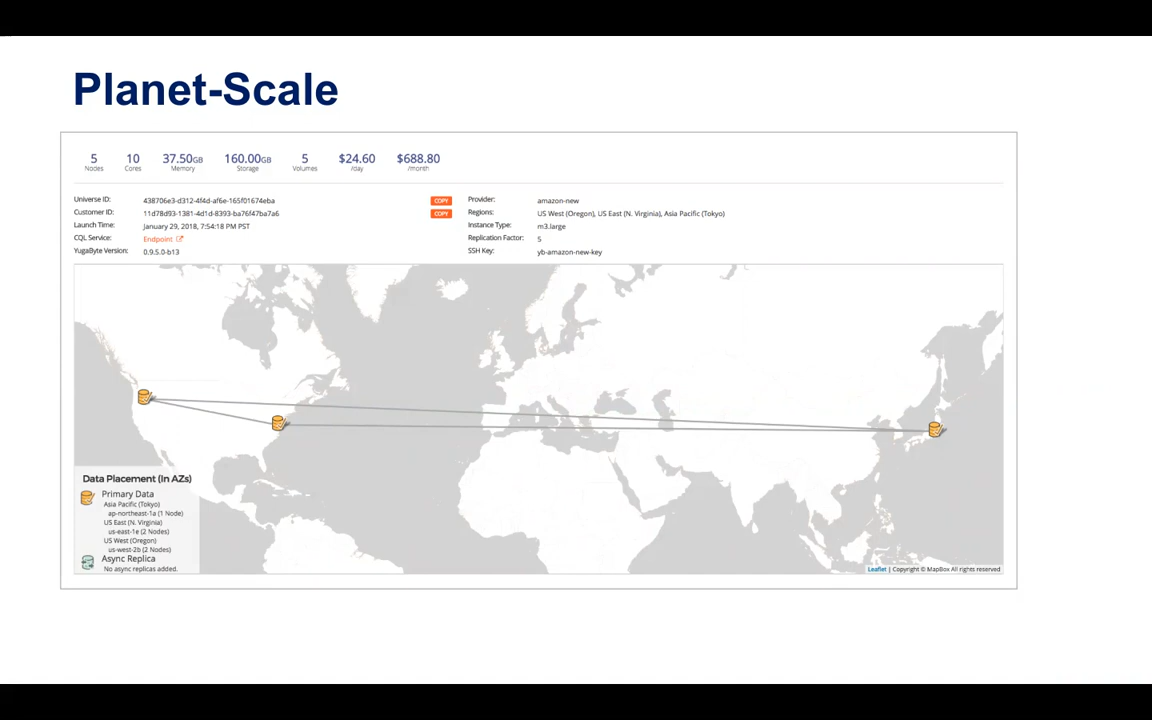 Planet-Scale
5 10 37.50GB 160.00GB 5 $24.60 $688.80
Nodes Cores Memory Storage Volumes /day /month
Universe ID: 438706e3-d312-4f4d-af6e-165f01674eba COPY Provider: amazon-new
Customer ID: 11d78d93-1381-4d1d-8393-ba76f47ba7a6 COPY Regions: US West (Oregon), US East (N. Virginia), Asia Pacific (Tokyo)
Launch Time: January 29, 2018, 7:54:18 PM PST Instance Type: m3.large
CQL Service: Endpoint Replication Factor: 5
YugaByte Version: 0.9.5.0-b13 SSH Key: yb-amazon-new-key
Data Placement (In AZs)
Primary Data
Asia Pacific (Tokyo)
ap-northeast-1a (1 Node)
US East (N. Virginia)
us-east-1e (2 Nodes)
US West (Oregon)
us-west-2b (2 Nodes)
Async Replica
No async replicas added.
Leaflet | Copyright © MapBox All rights reserved